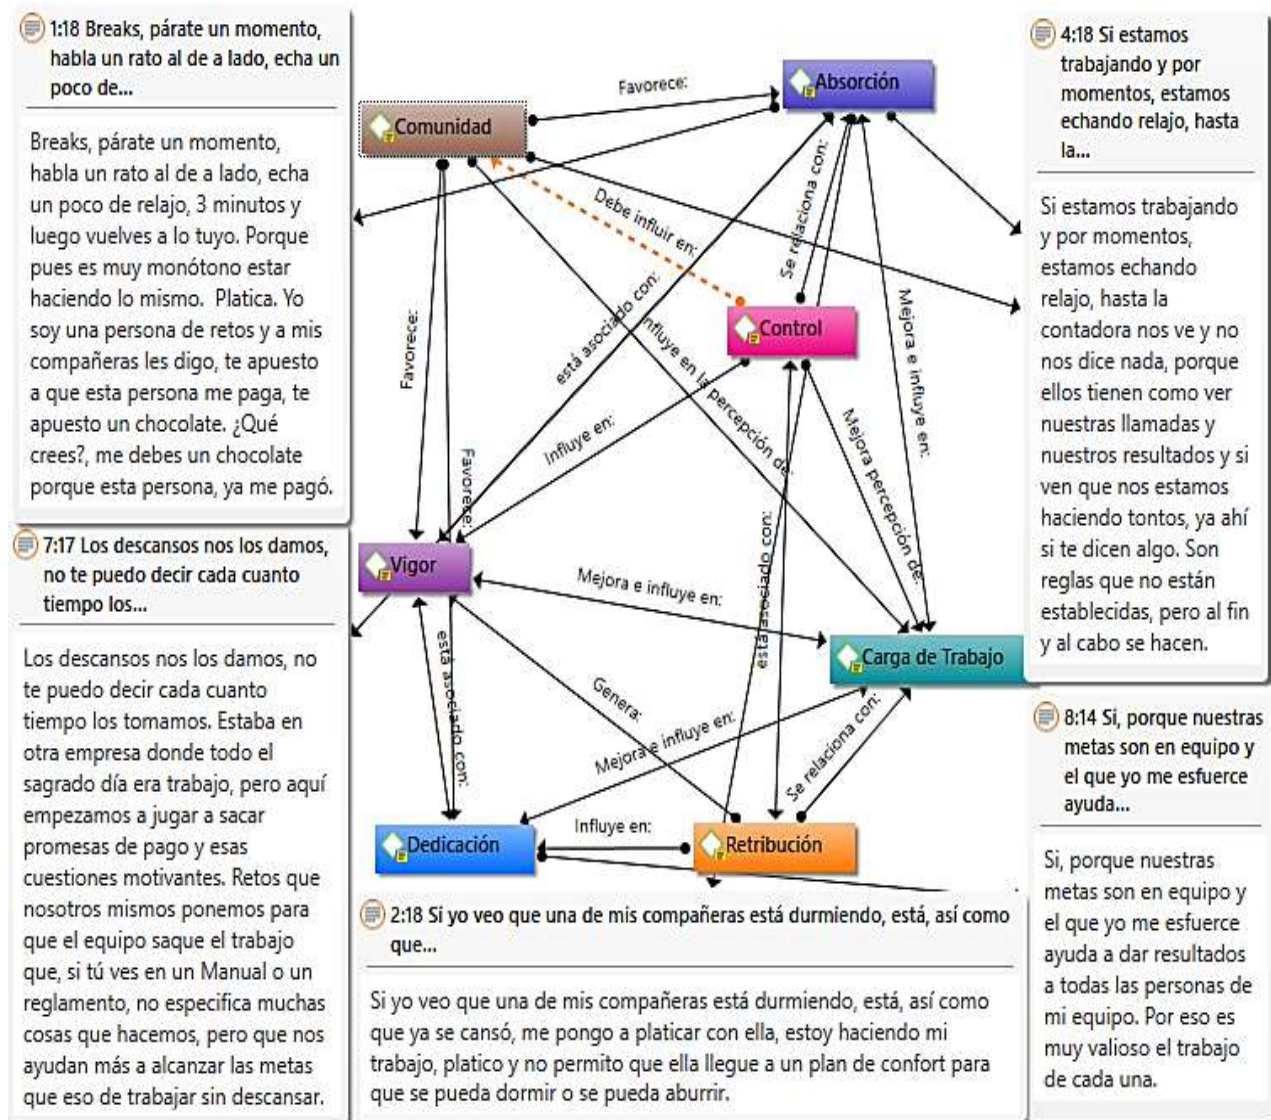 1:18 Breaks, párate un momento,
habla un rato al de a lado, echa un
poco de...
Breaks, párate un momento,
habla un rato al de a lado, echa
un poco de relajo, 3 minutos y
luego vuelves a lo tuyo. Porque
pues es muy monótono estar
haciendo lo mismo.  Platica. Yo
soy una persona de retos y a mis
compañeras les digo, te apuesto
a que esta persona me paga, te
apuesto un chocolate. ¿Qué
crees?, me debes un chocolate
porque esta persona, ya me pagó.
7:17 Los descansos nos los damos,
no te puedo decir cada cuanto
tiempo los...
Los descansos nos los damos, no
te puedo decir cada cuanto
tiempo los tomamos. Estaba en
otra empresa donde todo el
sagrado día era trabajo, pero aquí
empezamos a jugar a sacar
promesas de pago y esas
cuestiones motivantes. Retos que
nosotros mismos ponemos para
que el equipo saque el trabajo
que, si tú ves en un Manual o un
reglamento, no especifica muchas
cosas que hacemos, pero que nos
ayudan más a alcanzar las metas
que eso de trabajar sin descansar.
Favorece:
Absorción
Comunidad
Debe influir en:
Se relaciona con:
está asociado con:
Control
Mejora e influye en:
Favorece:
Influye en la percepción de:
Influye en:
Mejora percepción de:
Favorece:
Vigor
Mejora e influye en:
está asociado con:
Carga de Trabajo
está asociado con:
Genera:
Mejora e influye en:
Se relaciona con:
Dedicación
Influye en:
Retribución
2:18 Si yo veo que una de mis compañeras está durmiendo, está, así como
que...
Si yo veo que una de mis compañeras está durmiendo, está, así como
que ya se cansó, me pongo a platicar con ella, estoy haciendo mi
trabajo, platico y no permito que ella llegue a un plan de confort para
que se pueda dormir o se pueda aburrir.
4:18 Si estamos
trabajando y por
momentos, estamos
echando relajo, hasta
la...
Si estamos trabajando
y por momentos,
estamos echando
relajo, hasta la
contadora nos ve y no
nos dice nada, porque
ellos tienen como ver
nuestras llamadas y
nuestros resultados y si
ven que nos estamos
haciendo tontos, ya ahí
si te dicen algo. Son
reglas que no están
establecidas, pero al fin
y al cabo se hacen.
8:14 Si, porque nuestras
metas son en equipo y
el que yo me esfuerce
ayuda...
Si, porque nuestras
metas son en equipo y
el que yo me esfuerce
ayuda a dar resultados
a todas las personas de
mi equipo. Por eso es
muy valioso el trabajo
de cada una.